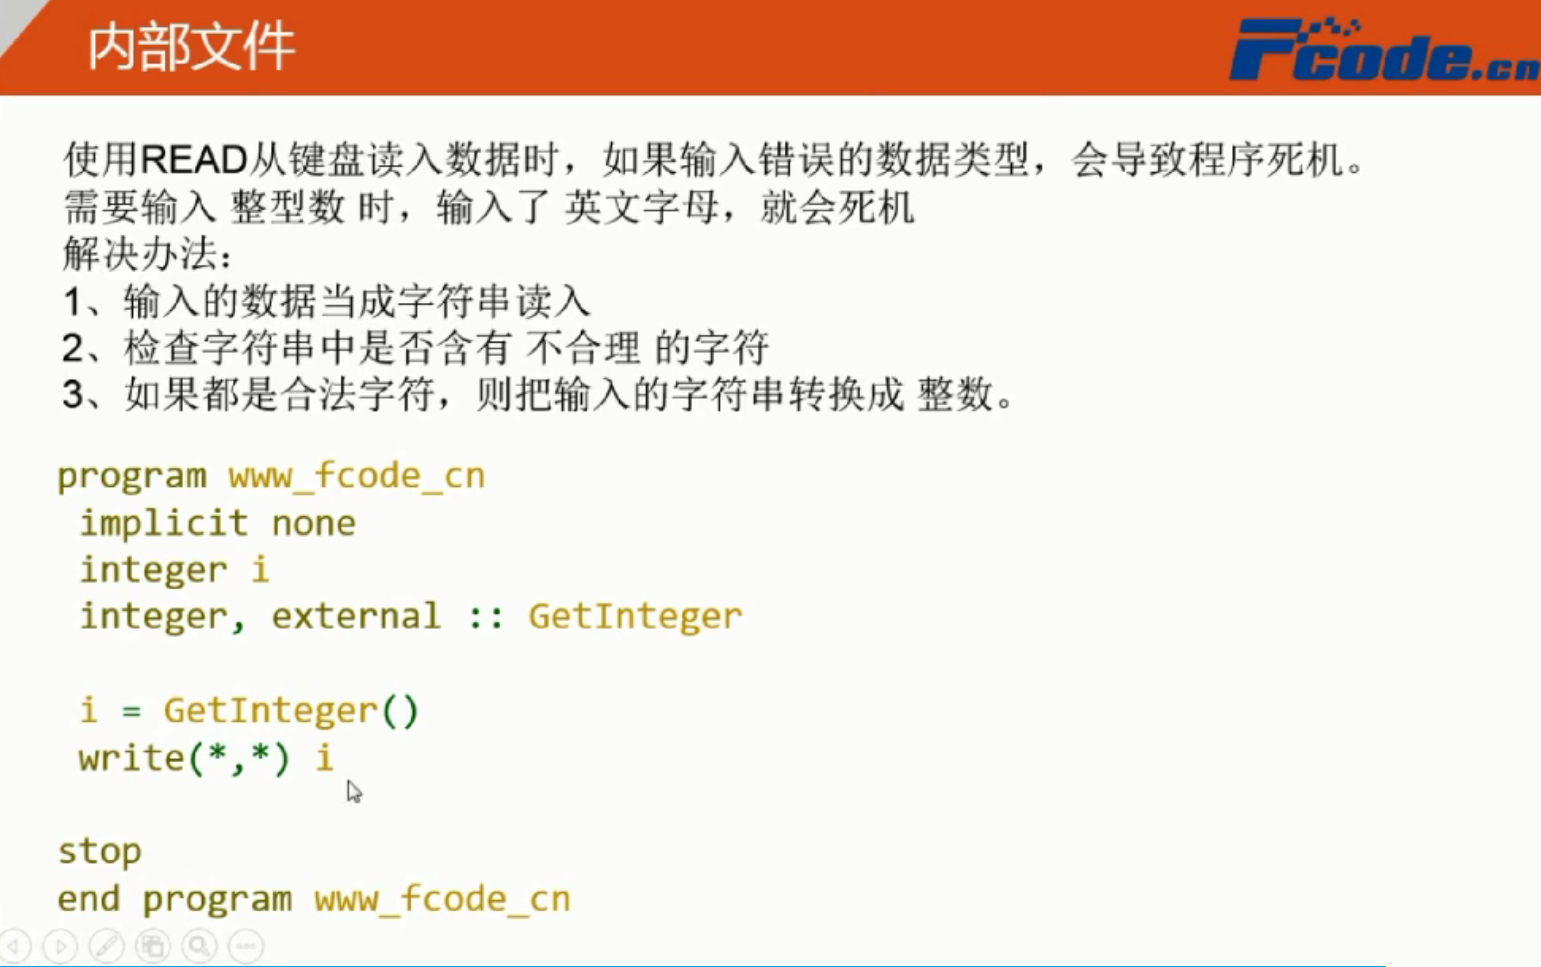 内部文件
Fcode.cn
使用READ从键盘读入数据时，如果输入错误的数据类型，会导致程序死机。
需要输入 整型数 时，输入了 英文字母，就会死机
解决办法：
1、输入的数据当成字符串读入
2、检查字符串中是否含有 不合理 的字符
3、如果都是合法字符，则把输入的字符串转换成 整数。
program www_fcode_cn
implicit none
integer i
integer, external :: GetInteger
i = GetInteger()
write(*,*) i
stop
end program www_fcode_cn